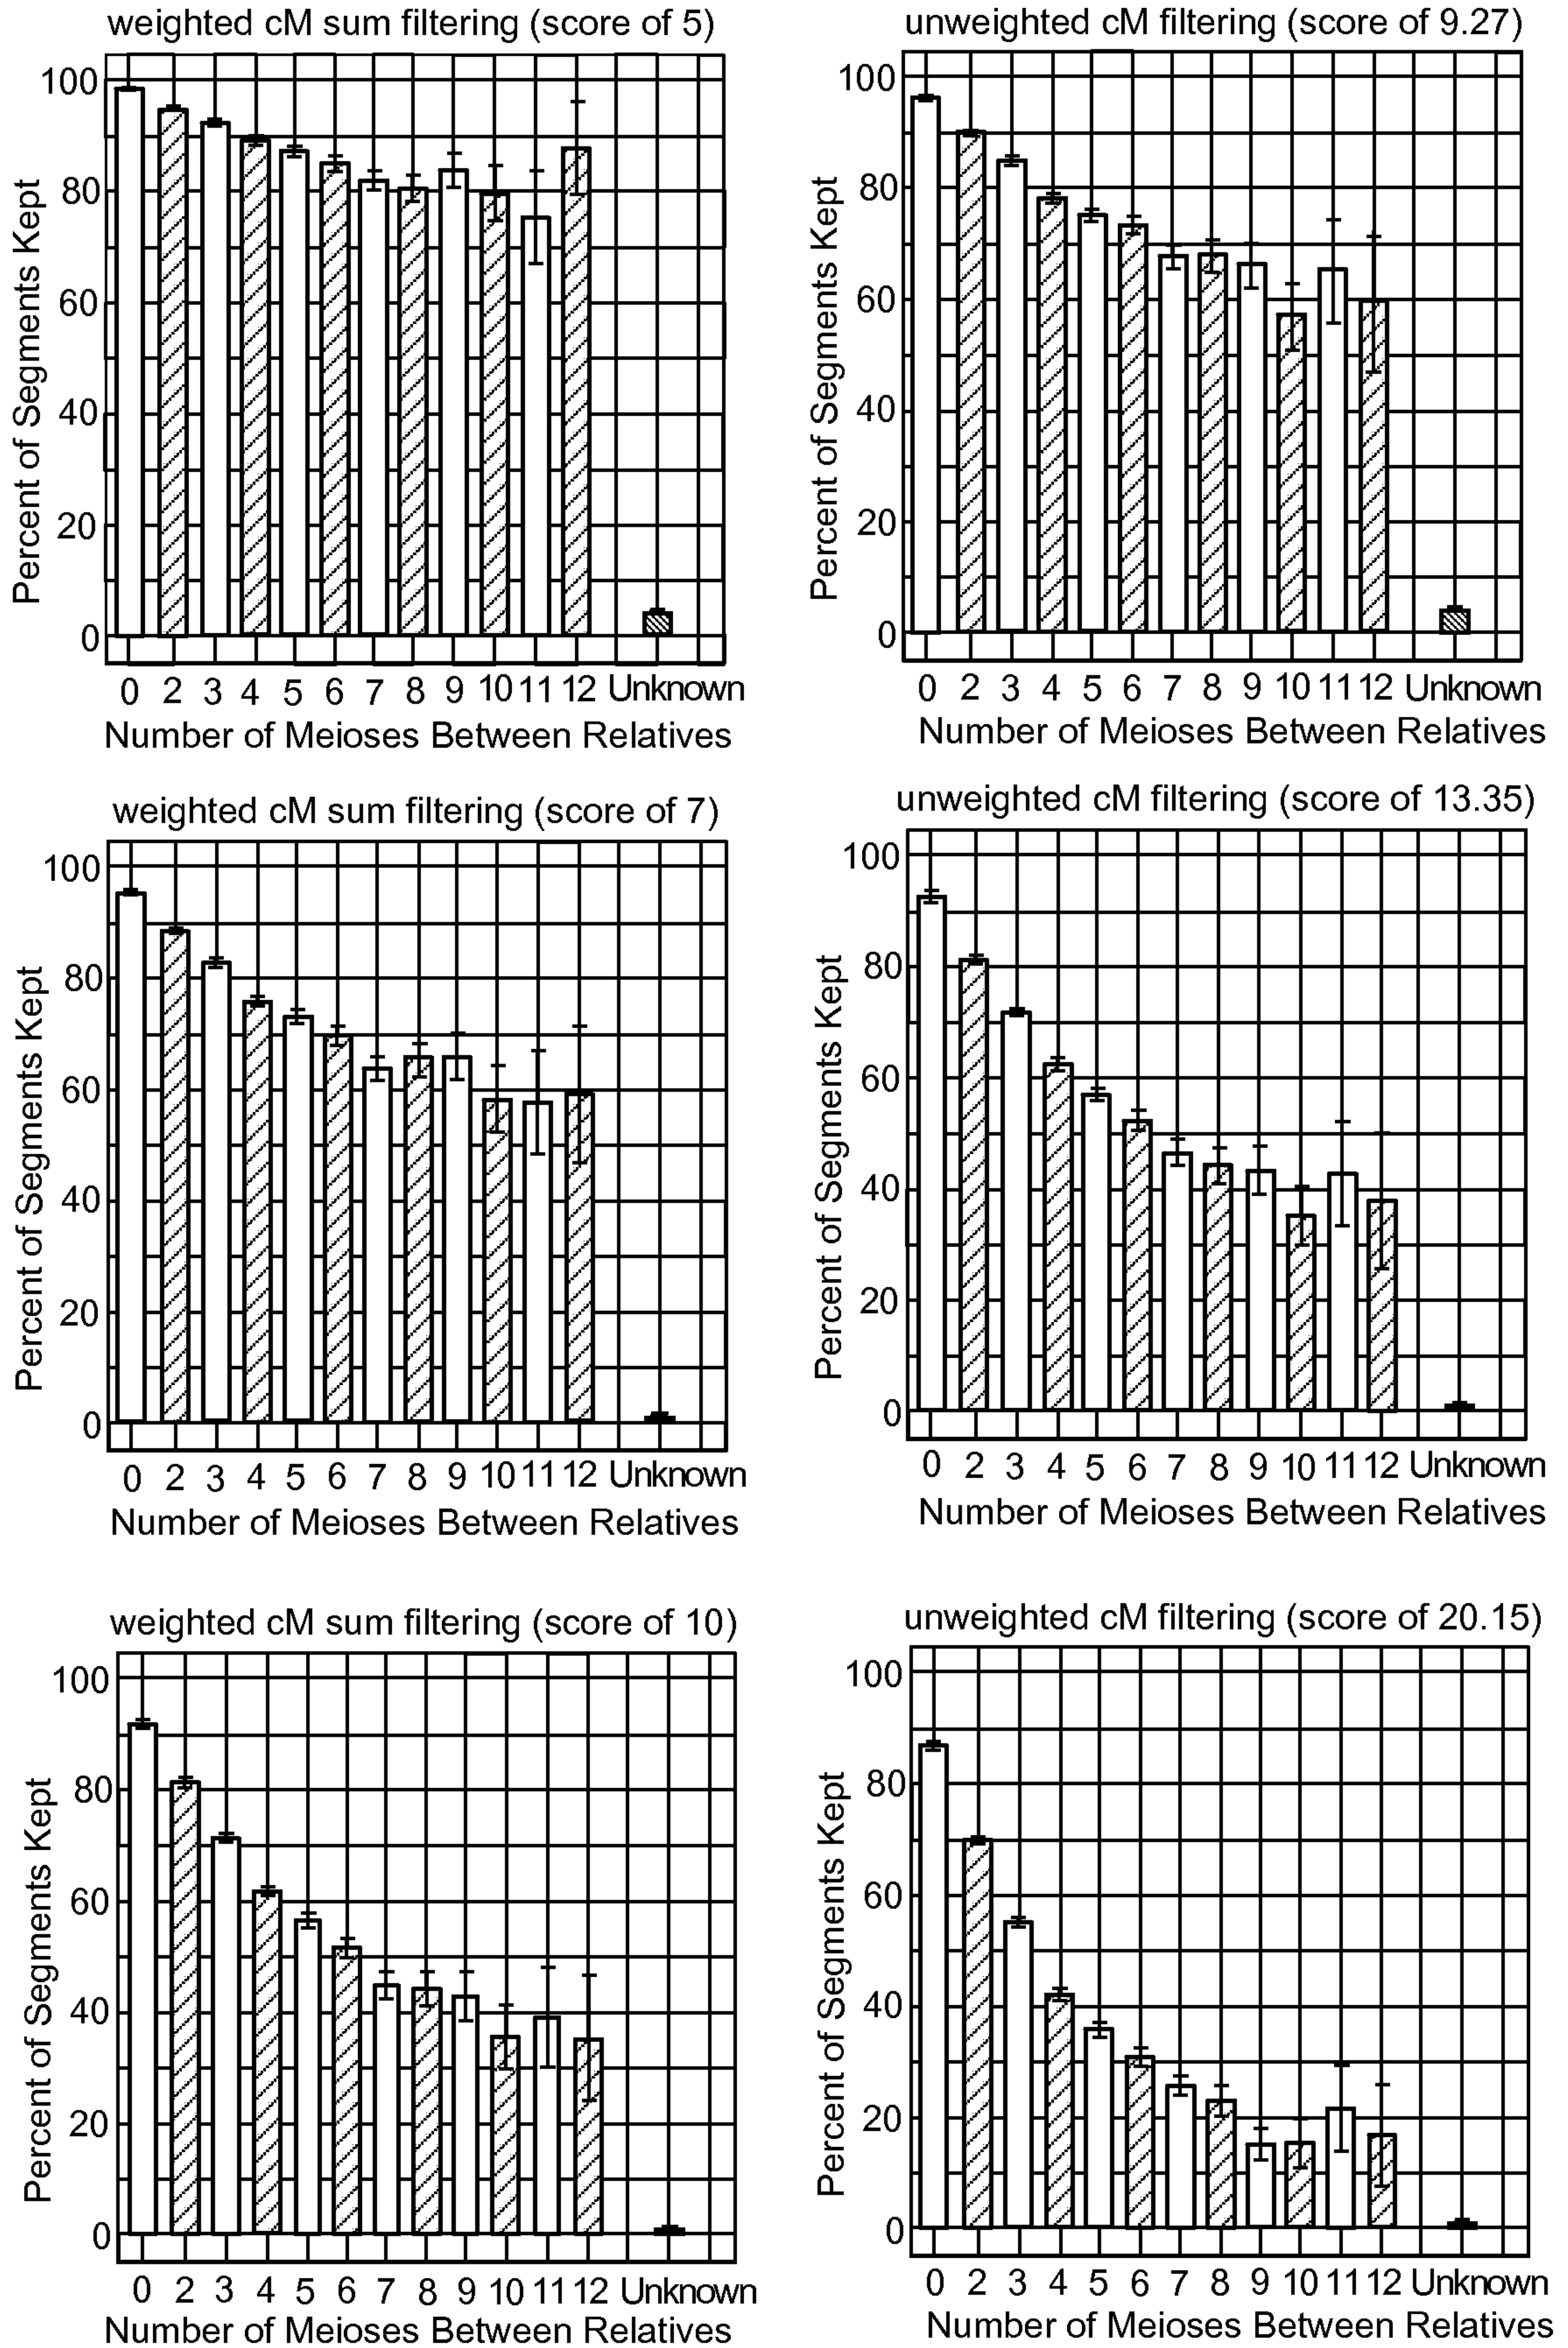 weighted cM sum filtering (score of 5)
Percent of Segments Kept
100
80
60
40
20
0
0 2 3 4 5 6 7 8 9 10 11 12 Unknown
Number of Meioses Between Relatives
unweighted cM filtering (score of 9.27)
Percent of Segments Kept
100
80
60
40
20
0
0 2 3 4 5 6 7 8 9 10 11 12 Unknown
Number of Meioses Between Relatives
weighted cM sum filtering (score of 7)
Percent of Segments Kept
100
80
60
40
20
0
0 2 3 4 5 6 7 8 9 10 11 12 Unknown
Number of Meioses Between Relatives
unweighted cM filtering (score of 13.35)
Percent of Segments Kept
100
80
60
40
20
0
0 2 3 4 5 6 7 8 9 10 11 12 Unknown
Number of Meioses Between Relatives
weighted cM sum filtering (score of 10)
Percent of Segments Kept
100
80
60
40
20
0
0 2 3 4 5 6 7 8 9 10 11 12 Unknown
Number of Meioses Between Relatives
unweighted cM filtering (score of 20.15)
Percent of Segments Kept
100
80
60
40
20
0
0 2 3 4 5 6 7 8 9 10 11 12 Unknown
Number of Meioses Between Relatives